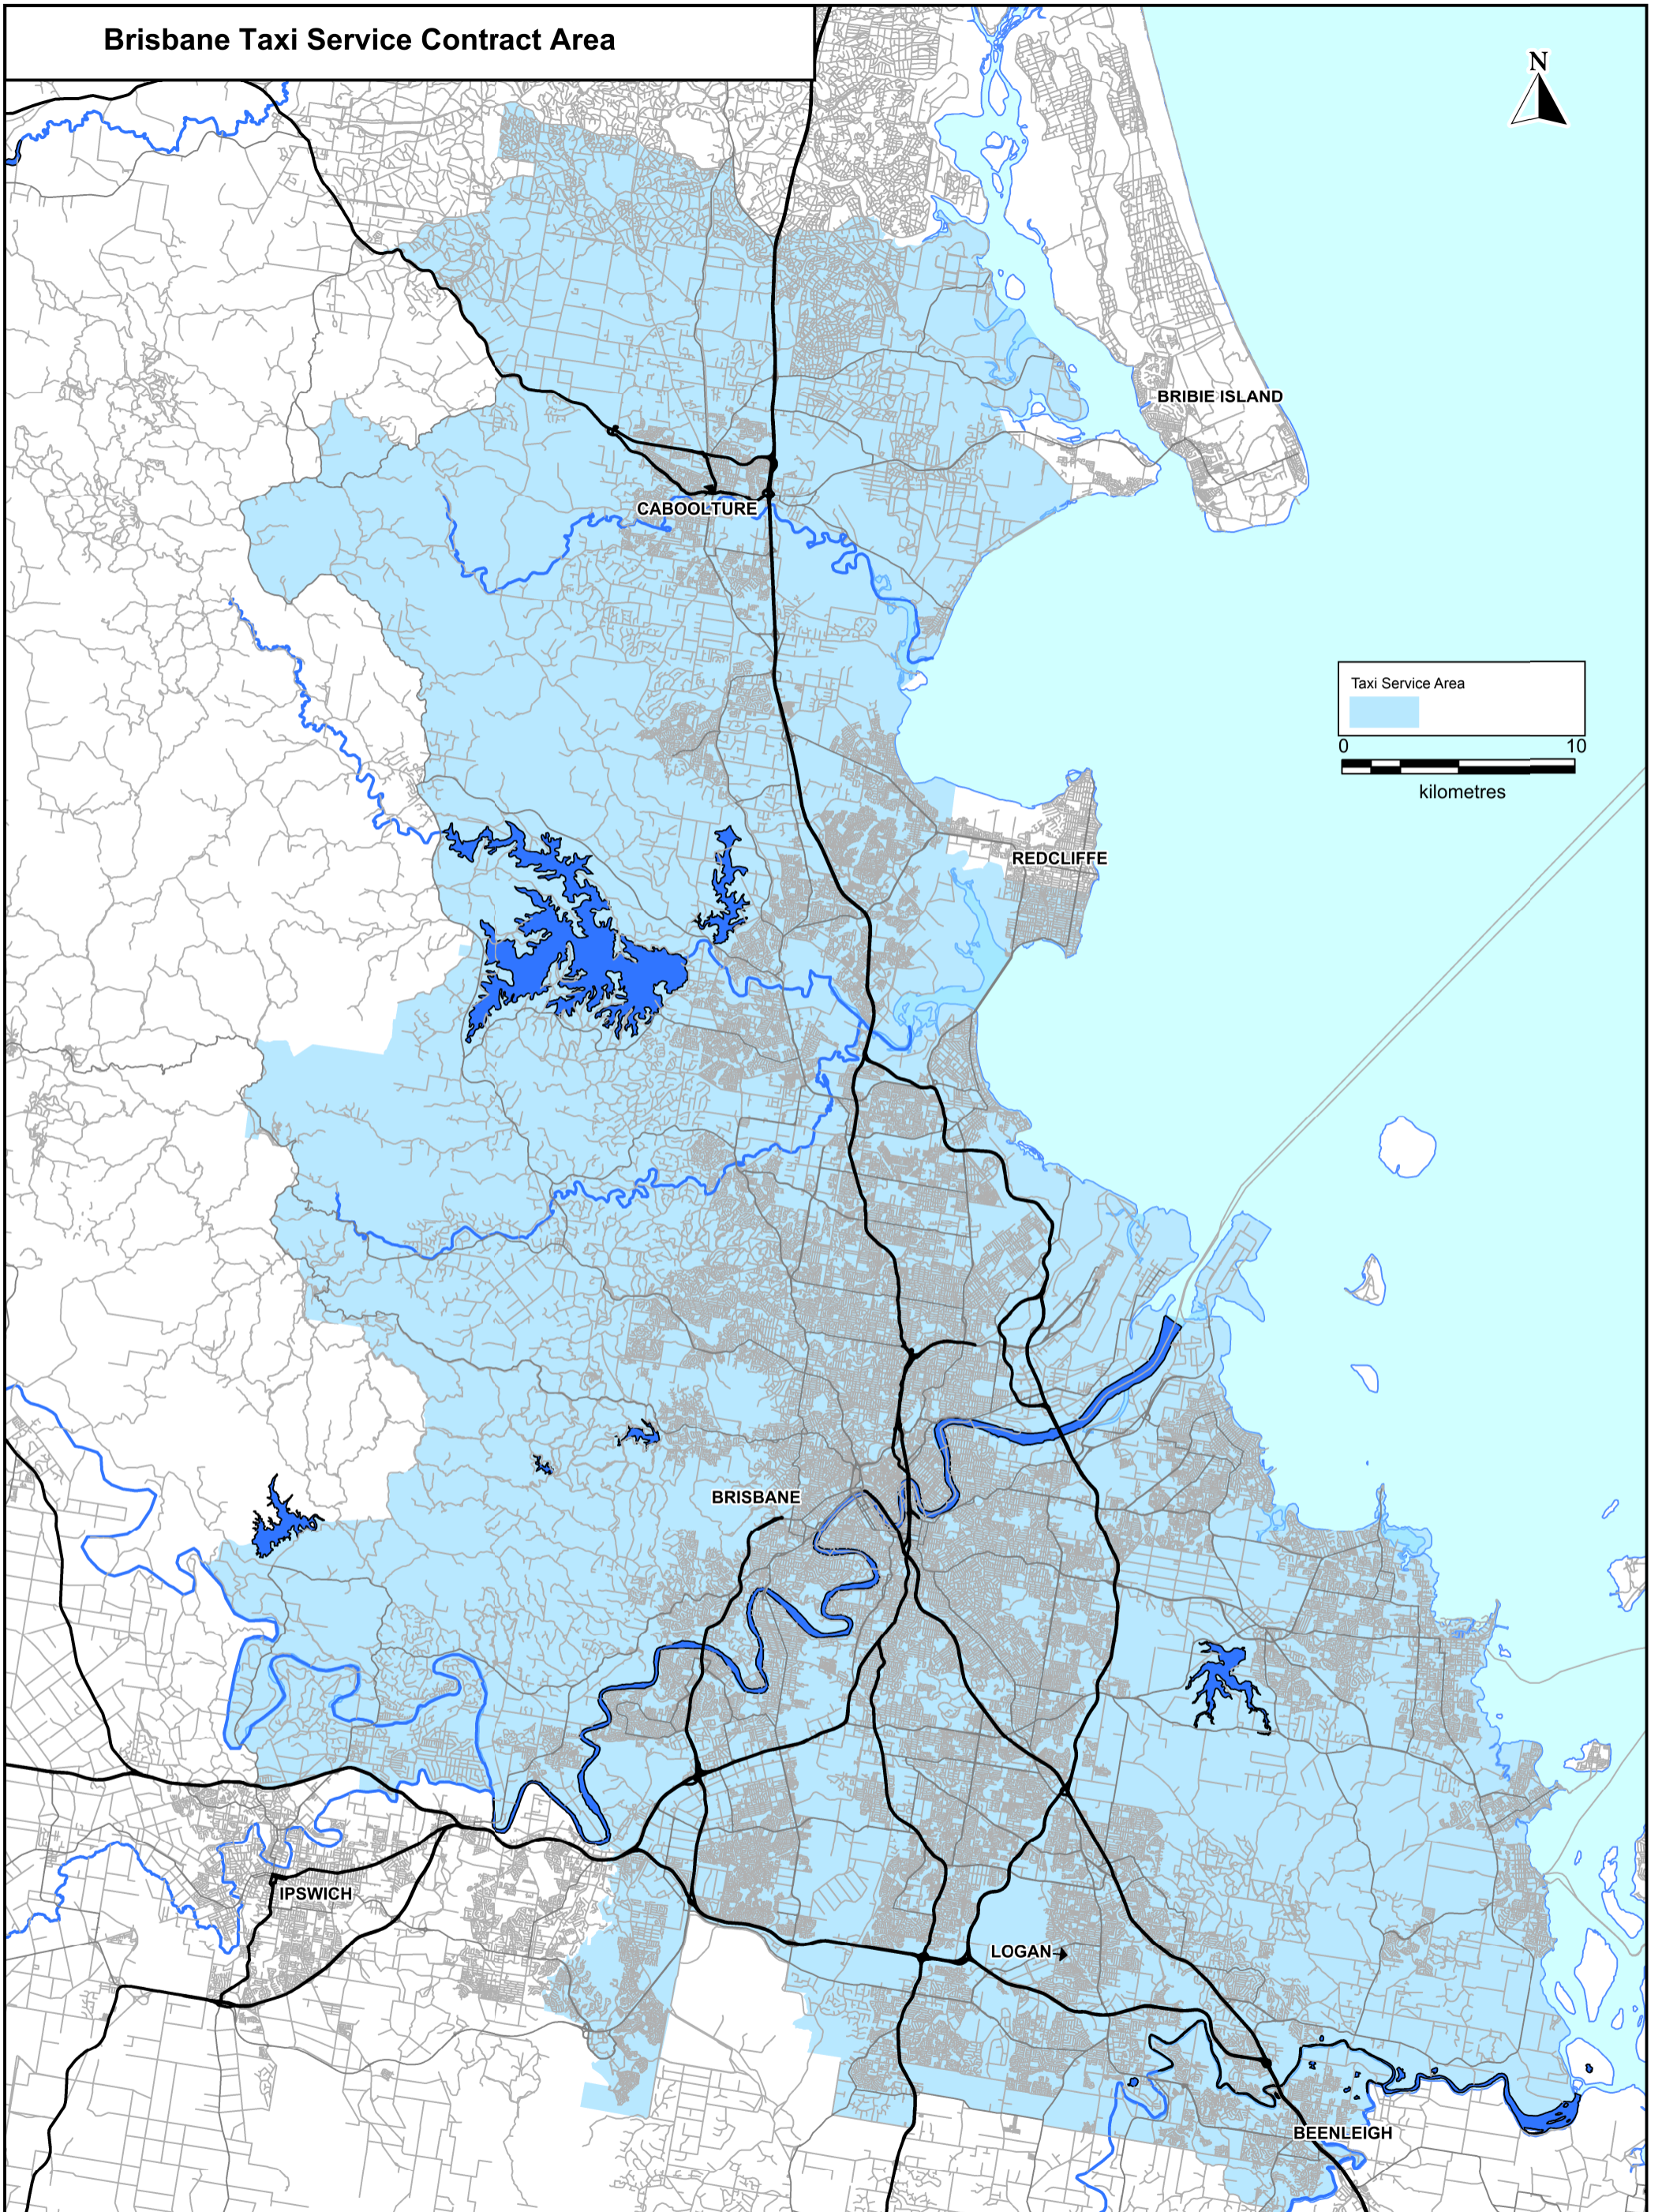 Brisbane Taxi Service Contract Area
N
BRIBIE ISLAND
CABOOLTURE
Taxi Service Area
0 10
kilometres
REDCLIFFE
BRISBANE
IPSWICH
LOGAN
BEENLEIGH